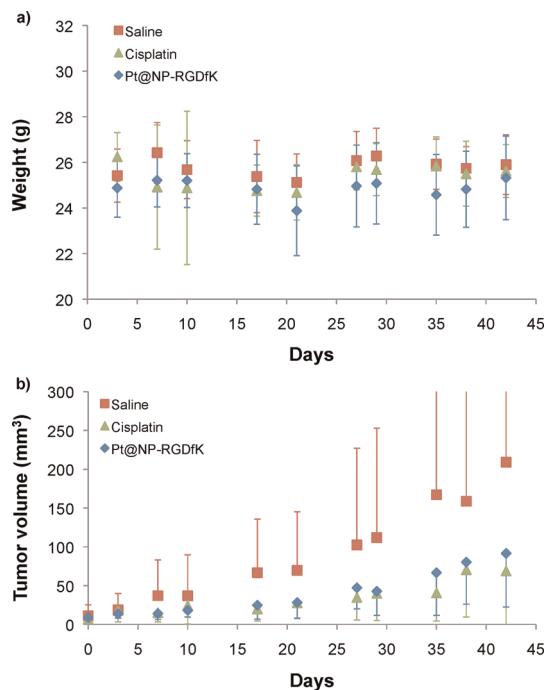 a)
Saline
Cisplatin
Pt@NP-RGDfK
Weight (g)
32
30
28
26
24
22
20
0 5 10 15 20 25 30 35 40 45
Days
b)
Saline
Cisplatin
Pt@NP-RGDfK
Tumor volume (mm³)
300
250
200
150
100
50
0
0 5 10 15 20 25 30 35 40 45
Days